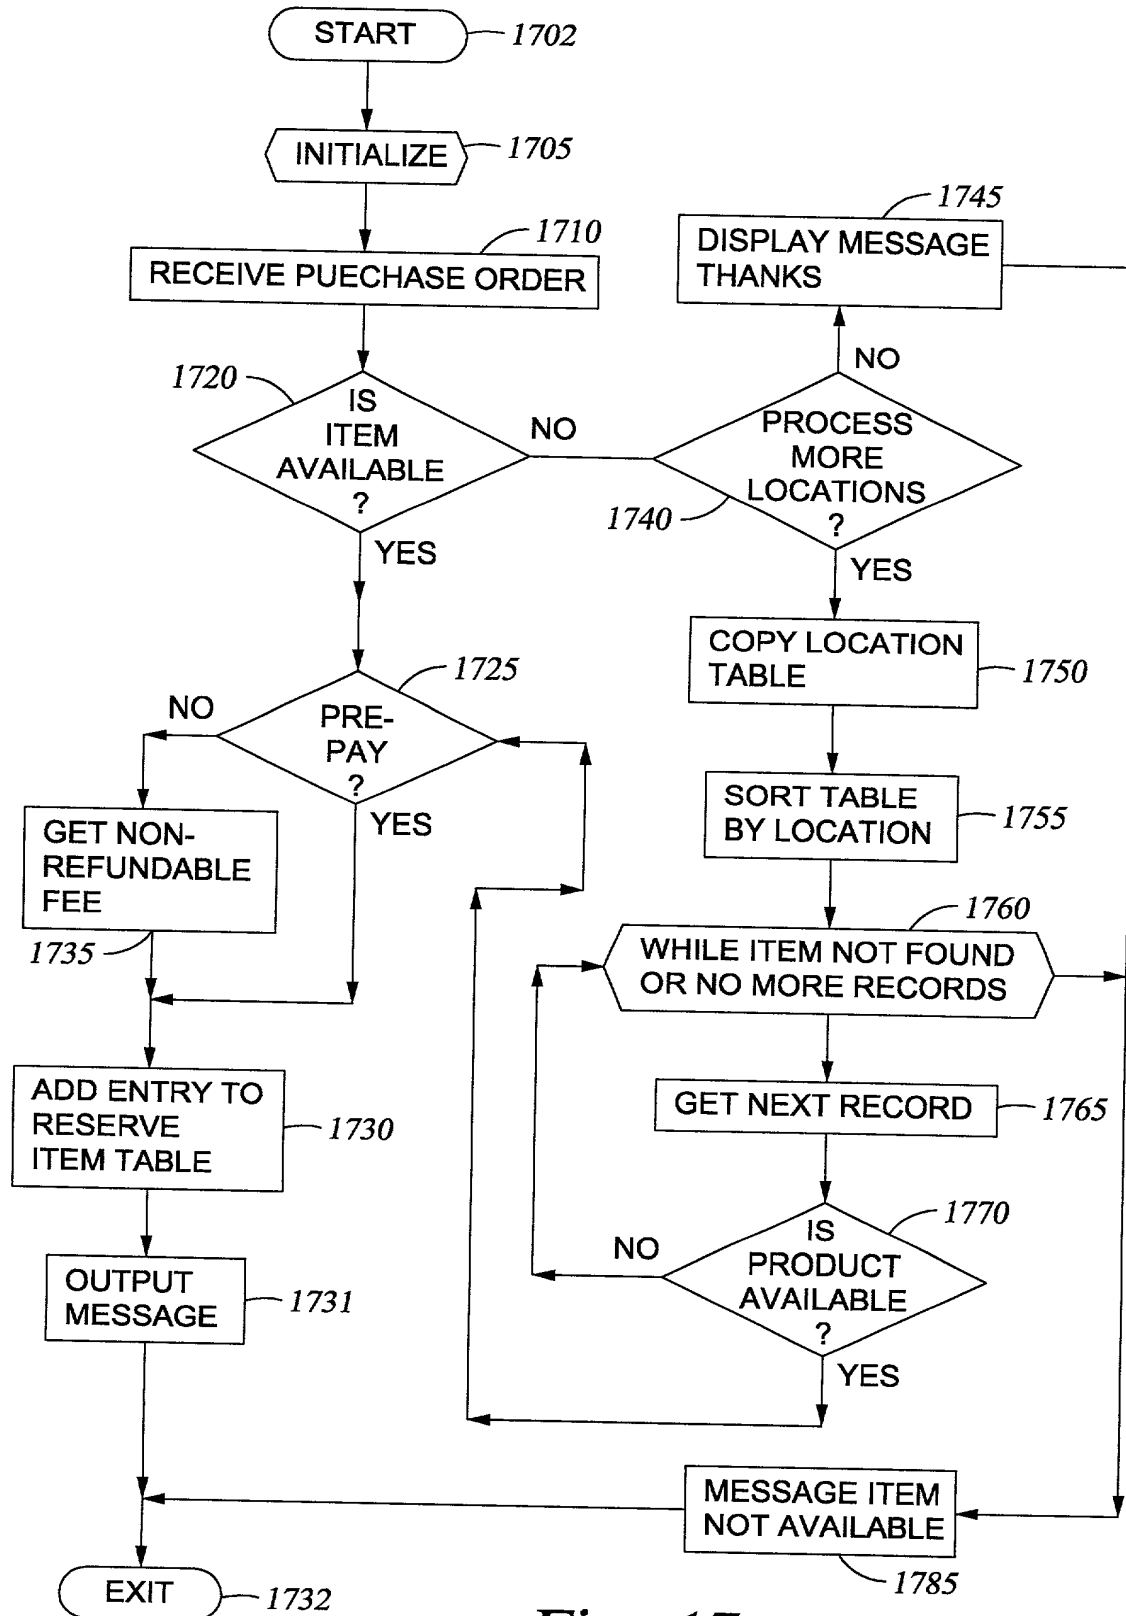 START
1702
INITIALIZE
1705
1710
RECEIVE PUECHASE ORDER
1745
DISPLAY MESSAGE
THANKS
1720
IS
ITEM
AVAILABLE
?
NO
NO
PROCESS
MORE
LOCATIONS
?
1740
YES
YES
COPY LOCATION
TABLE
1750
1725
NO
PRE-
PAY
?
YES
SORT TABLE
BY LOCATION
1755
GET NON-
REFUNDABLE
FEE
1735
1760
WHILE ITEM NOT FOUND
OR NO MORE RECORDS
GET NEXT RECORD
1765
ADD ENTRY TO
RESERVE
ITEM TABLE
1730
1770
NO
IS
PRODUCT
AVAILABLE
?
YES
OUTPUT
MESSAGE
1731
MESSAGE ITEM
NOT AVAILABLE
1785
EXIT
1732